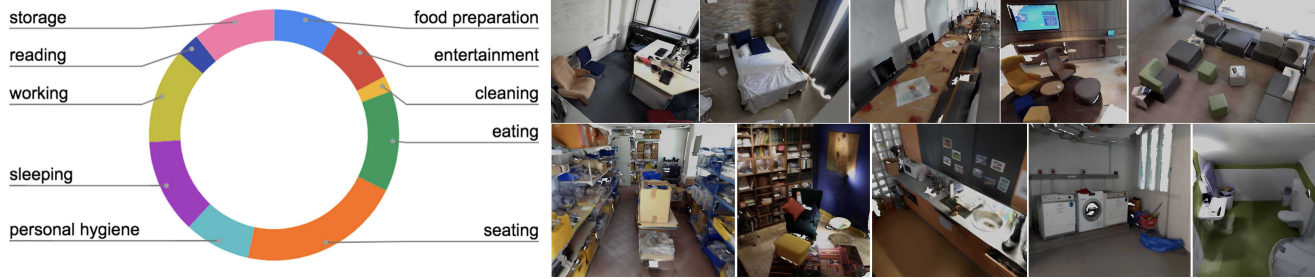 storage
food preparation
reading
entertainment
working
cleaning
eating
sleeping
personal hygiene
seating